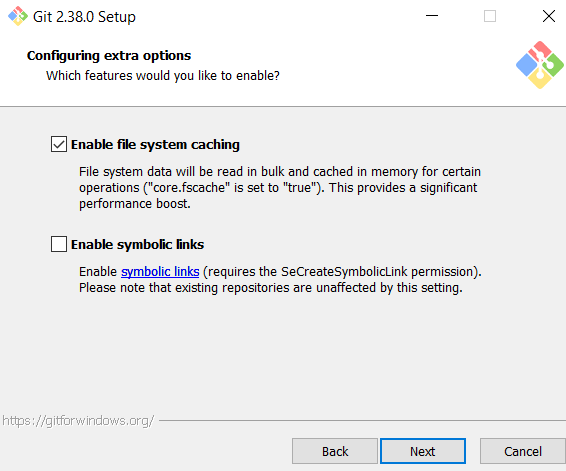 Git 2.38.0 Setup
Configuring extra options
Which features would you like to enable?
Enable file system caching
File system data will be read in bulk and cached in memory for certain
operations ("core.fscache" is set to "true"). This provides a significant
performance boost.
Enable symbolic links
Enable symbolic links (requires the SeCreateSymbolicLink permission).
Please note that existing repositories are unaffected by this setting.
https://gitforwindows.org/
Back Next Cancel